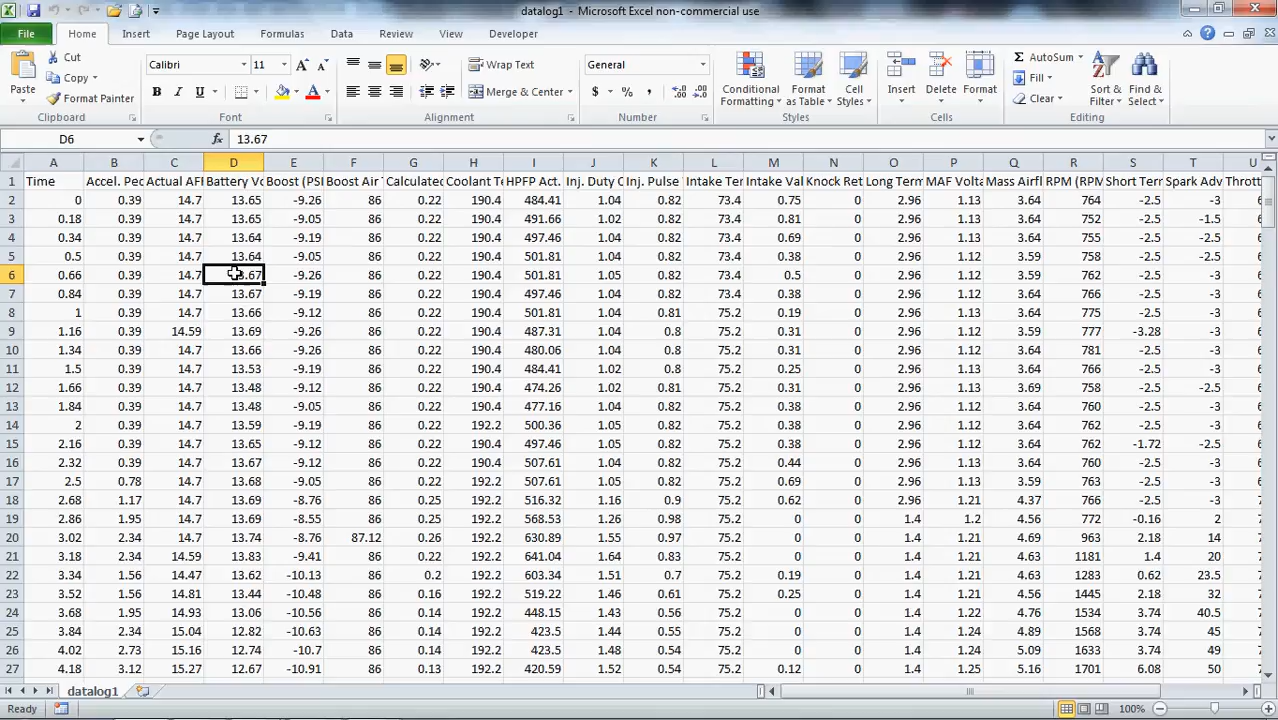 datalog1 - Microsoft Excel non-commercial use
File Home Insert Page Layout Formulas Data Review View Developer
Paste Cut Copy Format Painter Clipboard
Calibri 11 B I U A A A Font
Wrap Text Merge & Center Alignment
General $ % , Number
Conditional Formatting Format as Table Cell Styles Styles
Insert Delete Format Cells
Σ AutoSum Fill Clear Sort & Filter Find & Select Editing
D6 fx 13.67
A B C D E F G H I J K L M N O P Q R S T U
1 Time Accel. Ped Actual AFR Battery Vo Boost (PSI Boost Air T Calculated Coolant Te HPFP Act. Inj. Duty C Inj. Pulse Intake Ter Intake Val Knock Ret Long Term MAF Volta Mass Airfl RPM (RPM Short Terr Spark Adv Thrott
2 0 0.39 14.7 13.65 -9.26 86 0.22 190.4 484.41 1.04 0.82 73.4 0.75 0 2.96 1.13 3.64 764 -2.5 -3
3 0.18 0.39 14.7 13.65 -9.05 86 0.22 190.4 491.66 1.02 0.82 73.4 0.81 0 2.96 1.13 3.64 752 -2.5 -1.5
4 0.34 0.39 14.7 13.64 -9.19 86 0.22 190.4 497.46 1.04 0.82 73.4 0.69 0 2.96 1.12 3.64 755 -2.5 -2.5
5 0.5 0.39 14.7 13.64 -9.05 86 0.22 190.4 501.81 1.04 0.82 73.4 0.38 0 2.96 1.12 3.59 758 -2.5 -2.5
6 0.66 0.39 14.7 13.67 -9.26 86 0.22 190.4 501.81 1.05 0.82 73.4 0.5 0 2.96 1.12 3.59 762 -2.5 -3
7 0.84 0.39 14.7 13.67 -9.19 86 0.22 190.4 497.46 1.04 0.82 73.4 0.38 0 2.96 1.12 3.64 766 -2.5 -3
8 1 0.39 14.7 13.66 -9.12 86 0.22 190.4 501.81 1.04 0.81 75.2 0.19 0 2.96 1.12 3.64 775 -2.5 -3
9 1.16 0.39 14.59 13.69 -9.26 86 0.22 190.4 487.31 1.04 0.8 75.2 0.31 0 2.96 1.12 3.59 777 -3.28 -3
10 1.34 0.39 14.7 13.66 -9.12 86 0.22 190.4 480.06 1.04 0.8 75.2 0.31 0 2.96 1.12 3.64 781 -2.5 -3
11 1.5 0.39 14.7 13.53 -9.19 86 0.22 190.4 484.41 1.02 0.8 75.2 0.25 0 2.96 1.12 3.64 766 -2.5 -3
12 1.66 0.39 14.7 13.48 -9.12 86 0.22 190.4 474.26 1.02 0.81 75.2 0.31 0 2.96 1.12 3.69 758 -2.5 -2.5
13 1.84 0.39 14.7 13.48 -9.05 86 0.22 190.4 477.16 1.04 0.82 75.2 0.38 0 2.96 1.12 3.64 760 -2.5 -3
14 2 0.39 14.7 13.59 -9.19 86 0.22 192.2 500.36 1.04 0.82 75.2 0.38 0 2.96 1.12 3.64 762 -2.5 -3
15 2.16 0.39 14.7 13.65 -9.12 86 0.22 190.4 497.46 1.04 0.82 75.2 0.38 0 2.96 1.12 3.64 762 -1.72 -2.5
16 2.32 0.39 14.7 13.67 -9.12 86 0.22 190.4 507.61 1.04 0.82 75.2 0.44 0 2.96 1.12 3.64 760 -2.5 -3
17 2.5 0.78 14.7 13.68 -9.05 86 0.22 192.2 507.61 1.05 0.82 75.2 0.69 0 2.96 1.13 3.59 763 -2.5 -3
18 2.68 1.17 14.7 13.69 -8.76 86 0.25 192.2 516.32 1.16 0.9 75.2 0.62 0 2.96 1.21 4.37 766 -2.5 -3
19 2.86 1.95 14.7 13.69 -8.55 86 0.25 192.2 568.53 1.26 0.98 75.2 0 0 1.4 1.2 4.56 772 -0.16 2
20 3.02 2.34 14.7 13.74 -8.76 87.12 0.26 192.2 630.89 1.55 0.97 75.2 0 0 1.4 1.21 4.69 963 2.18 14
21 3.18 2.34 14.59 13.83 -9.41 86 0.26 192.2 641.04 1.64 0.83 75.2 0 0 1.4 1.21 4.63 1181 1.4 20
22 3.34 1.56 14.47 13.62 -10.13 86 0.2 192.2 603.34 1.51 0.7 75.2 0.19 0 1.4 1.21 4.63 1283 0.62 23.5
23 3.52 1.56 14.81 13.44 -10.48 86 0.16 192.2 519.22 1.46 0.61 75.2 0.25 0 1.4 1.21 4.56 1445 2.18 32
24 3.68 1.95 14.93 13.06 -10.56 86 0.14 192.2 448.15 1.43 0.56 75.2 0 0 1.4 1.22 4.76 1534 3.74 40.5
25 3.84 2.34 15.04 12.82 -10.63 86 0.14 192.2 423.5 1.44 0.55 75.2 0 0 1.4 1.24 4.89 1568 3.74 45
26 4.02 2.73 15.16 12.74 -10.7 86 0.14 192.2 423.5 1.48 0.54 75.2 0 0 1.4 1.24 5.09 1633 3.74 49
27 4.18 3.12 15.27 12.67 -10.91 86 0.13 192.2 420.59 1.52 0.54 75.2 0.12 0 1.4 1.25 5.16 1701 6.08 50
datalog1
Ready 100%